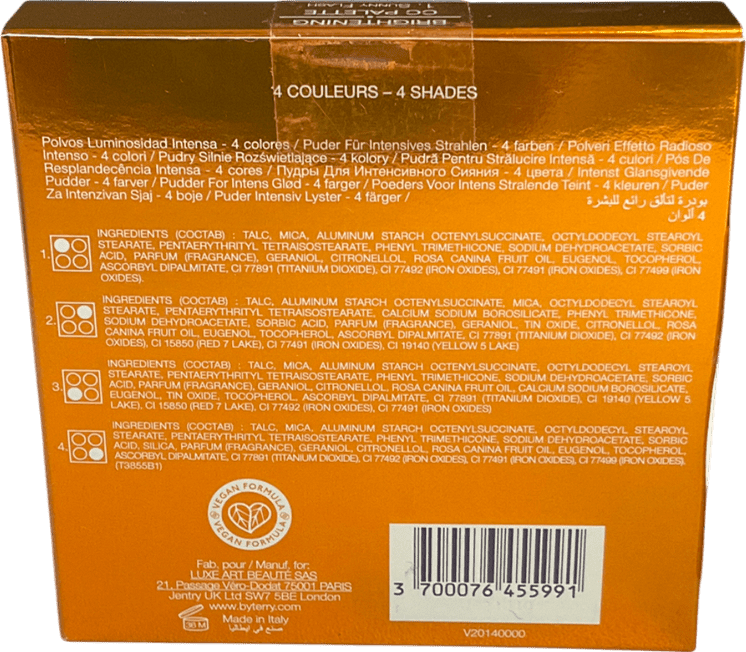 BRIGHTENING
CC PALETTE
1. SUNNY FLASH
4 COULEURS – 4 SHADES
Polvos Luminosidad Intensa - 4 colores / Puder Für Intensives Strahlen - 4 farben / Polveri Effetto Radioso
Intenso - 4 colori / Pudry Silnie Rozświetlające - 4 kolory / Pudră Pentru Strălucire Intensă - 4 culori / Pós De
Resplandecência Intensa - 4 cores / Пудры Для Интенсивного Сияния - 4 цвета / Intenst Glansgivende
Pudder - 4 farver / Pudder For Intens Glød - 4 farger / Poeders Voor Intens Stralende Teint - 4 kleuren / Puder
Za Intenzivan Sjaj - 4 boje / Puder Intensiv Lyster - 4 färger / بودرة لتألق رائع للبشرة
4 ألوان
1. INGREDIENTS (COCTAB) : TALC, MICA, ALUMINUM STARCH OCTENYLSUCCINATE, OCTYLDODECYL STEAROYL
STEARATE, PENTAERYTHRITYL TETRAISOSTEARATE, PHENYL TRIMETHICONE, SODIUM DEHYDROACETATE, SORBIC
ACID, PARFUM (FRAGRANCE), GERANIOL, CITRONELLOL, ROSA CANINA FRUIT OIL, EUGENOL, TOCOPHEROL,
ASCORBYL DIPALMITATE, CI 77891 (TITANIUM DIOXIDE), CI 77492 (IRON OXIDES), CI 77491 (IRON OXIDES), CI 77499 (IRON
OXIDES).
2. INGREDIENTS (COCTAB) : TALC, ALUMINUM STARCH OCTENYLSUCCINATE, MICA, OCTYLDODECYL STEAROYL
STEARATE, PENTAERYTHRITYL TETRAISOSTEARATE, CALCIUM SODIUM BOROSILICATE, PHENYL TRIMETHICONE,
SODIUM DEHYDROACETATE, SORBIC ACID, PARFUM (FRAGRANCE), GERANIOL, TIN OXIDE, CITRONELLOL, ROSA
CANINA FRUIT OIL, EUGENOL, TOCOPHEROL, ASCORBYL DIPALMITATE, CI 77891 (TITANIUM DIOXIDE), CI 77492 (IRON
OXIDES), CI 15850 (RED 7 LAKE), CI 77491 (IRON OXIDES), CI 19140 (YELLOW 5 LAKE)
3. INGREDIENTS (COCTAB) : TALC, MICA, ALUMINUM STARCH OCTENYLSUCCINATE, OCTYLDODECYL STEAROYL
STEARATE, PENTAERYTHRITYL TETRAISOSTEARATE, PHENYL TRIMETHICONE, SODIUM DEHYDROACETATE, SORBIC
ACID, PARFUM (FRAGRANCE), GERANIOL, CITRONELLOL, ROSA CANINA FRUIT OIL, CALCIUM SODIUM BOROSILICATE,
EUGENOL, TIN OXIDE, TOCOPHEROL, ASCORBYL DIPALMITATE, CI 77891 (TITANIUM DIOXIDE), CI 19140 (YELLOW 5
LAKE), CI 15850 (RED 7 LAKE), CI 77492 (IRON OXIDES), CI 77491 (IRON OXIDES)
4. INGREDIENTS (COCTAB) : TALC, MICA, ALUMINUM STARCH OCTENYLSUCCINATE, OCTYLDODECYL STEAROYL
STEARATE, PENTAERYTHRITYL TETRAISOSTEARATE, PHENYL TRIMETHICONE, SODIUM DEHYDROACETATE, SORBIC
ACID, SILICA, PARFUM (FRAGRANCE), GERANIOL, CITRONELLOL, ROSA CANINA FRUIT OIL, EUGENOL, TOCOPHEROL,
ASCORBYL DIPALMITATE, CI 77891 (TITANIUM DIOXIDE), CI 77492 (IRON OXIDES), CI 77491 (IRON OXIDES), CI 77499 (IRON OXIDES).
(T3855B1)
VEGAN FORMULA
VEGAN FORMULA
Fab. pour / Manuf. for:
LUXE ART BEAUTÉ SAS
21, Passage Véro-Dodat 75001 PARIS
Jentry UK Ltd SW7 5BE London
www.byterry.com
36 M
Made in Italy
صنع في ايطاليا
3 700076 455991
V20140000